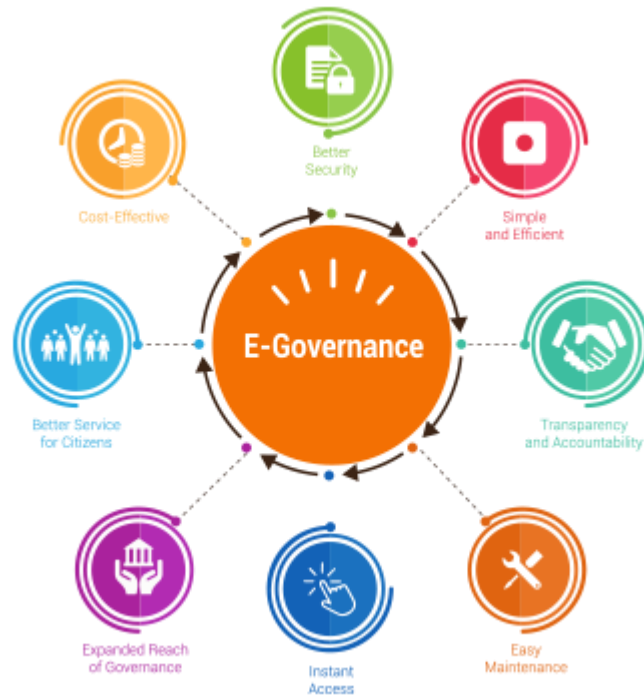 Better
Security
Cost-Effective
Simple
and Efficient
E-Governance
Better Service
for Citizens
Transparency
and Accountability
Expanded Reach
of Governance
Instant
Access
Easy
Maintenance